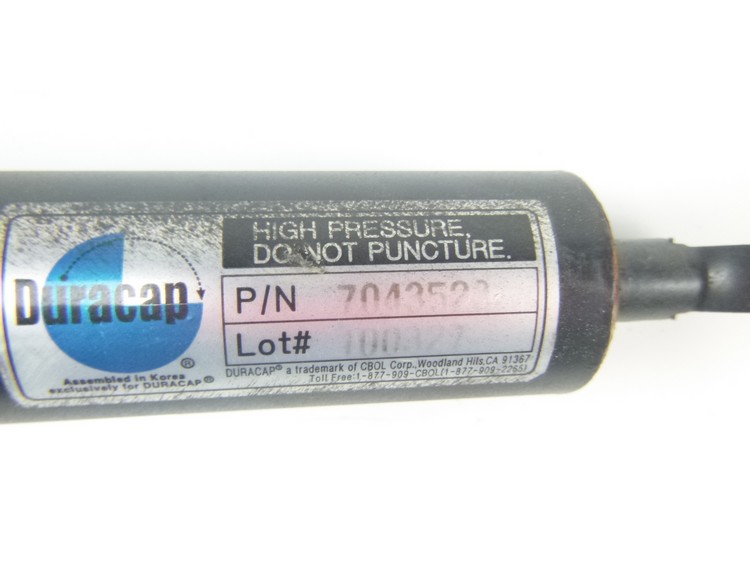 Duracap
®
Assembled in Korea
exclusively for DURACAP®
HIGH PRESSURE,
DO NOT PUNCTURE.
P/N
Lot#
DURACAP® a trademark of CBOL Corp., Woodland Hills, CA 91367
Toll Free:1-877-909-CBOL(1-877-909-2265)